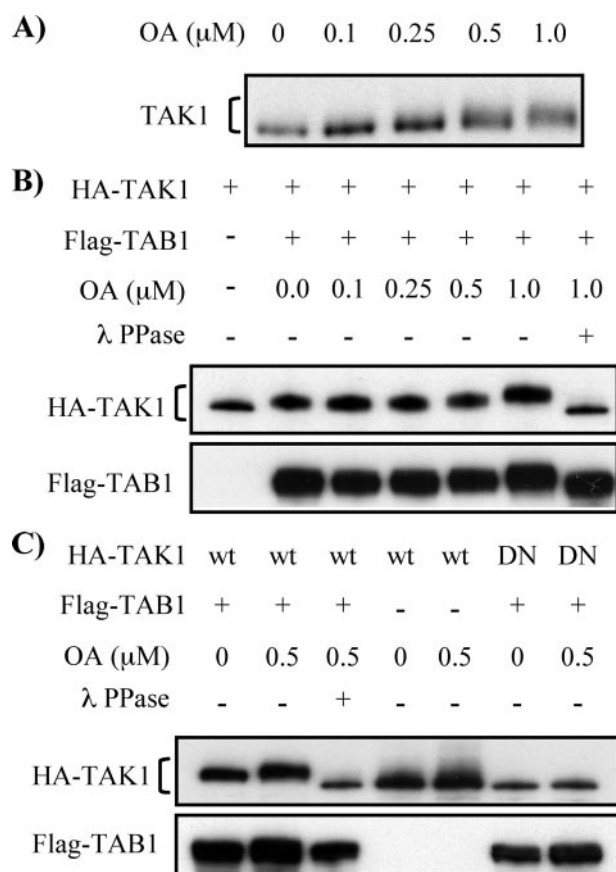 A) OA (μM) 0 0.1 0.25 0.5 1.0
TAK1
B)
HA-TAK1 + + + + + + +
Flag-TAB1 - + + + + + +
OA (μM) - 0.0 0.1 0.25 0.5 1.0 1.0
λ PPase - - - - - - +
HA-TAK1
Flag-TAB1
C)
HA-TAK1 wt wt wt wt wt DN DN
Flag-TAB1 + + + - - + +
OA (μM) 0 0.5 0.5 0 0.5 0 0.5
λ PPase - - + - - - -
HA-TAK1
Flag-TAB1